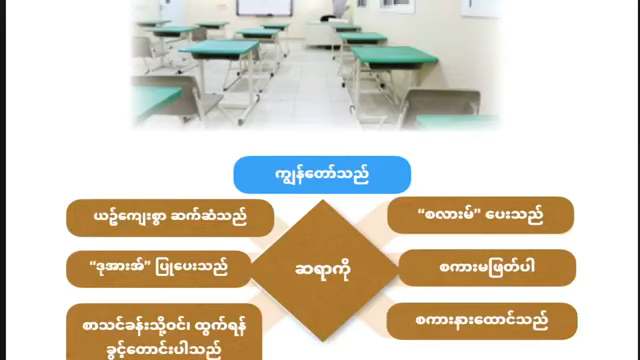 ကျွန်တော်သည်
ယဥ်ကျေးစွာ ဆက်ဆံသည်
“စလားမ်” ပေးသည်
“ဒုအားအ်” ပြုပေးသည်
ဆရာကို
စကားမဖြတ်ပါ
စာသင်ခန်းသို့ဝင်၊ ထွက်ရန်
ခွင့်တောင်းပါသည်
စကားနားထောင်သည်